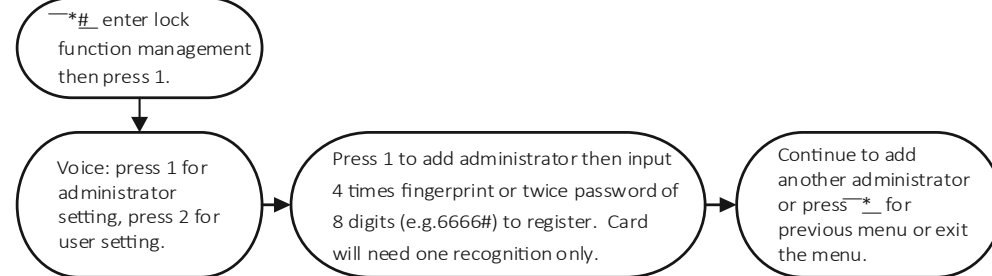 *# enter lock
function management
then press 1.
Voice: press 1 for
administrator
setting, press 2 for
user setting.
Press 1 to add administrator then input
4 times fingerprint or twice password of
8 digits (e.g.6666#) to register. Card
will need one recognition only.
Continue to add
another administrator
or press * for
previous menu or exit
the menu.